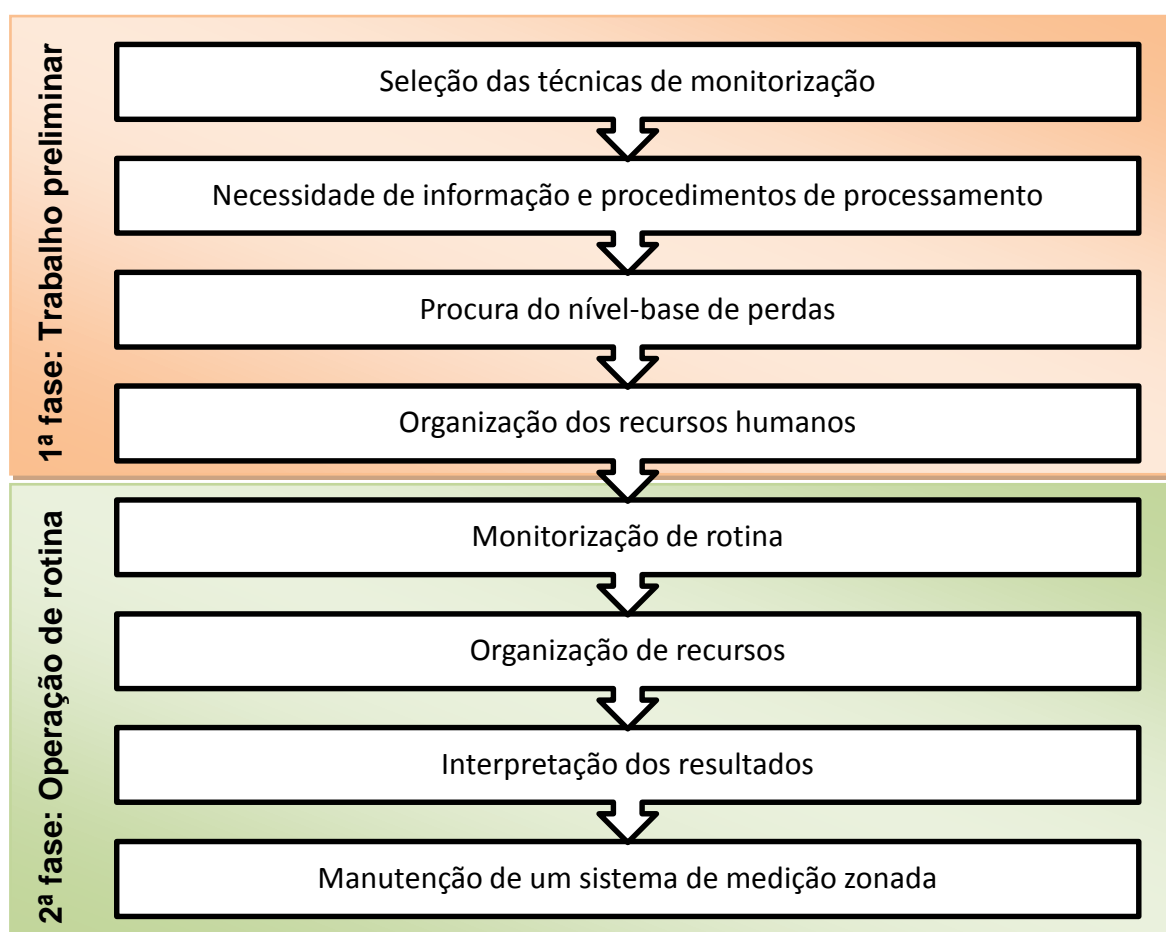 1ª fase: Trabalho preliminar
Seleção das técnicas de monitorização
Necessidade de informação e procedimentos de processamento
Procura do nível-base de perdas
Organização dos recursos humanos
2ª fase: Operação de rotina
Monitorização de rotina
Organização de recursos
Interpretação dos resultados
Manutenção de um sistema de medição zonada